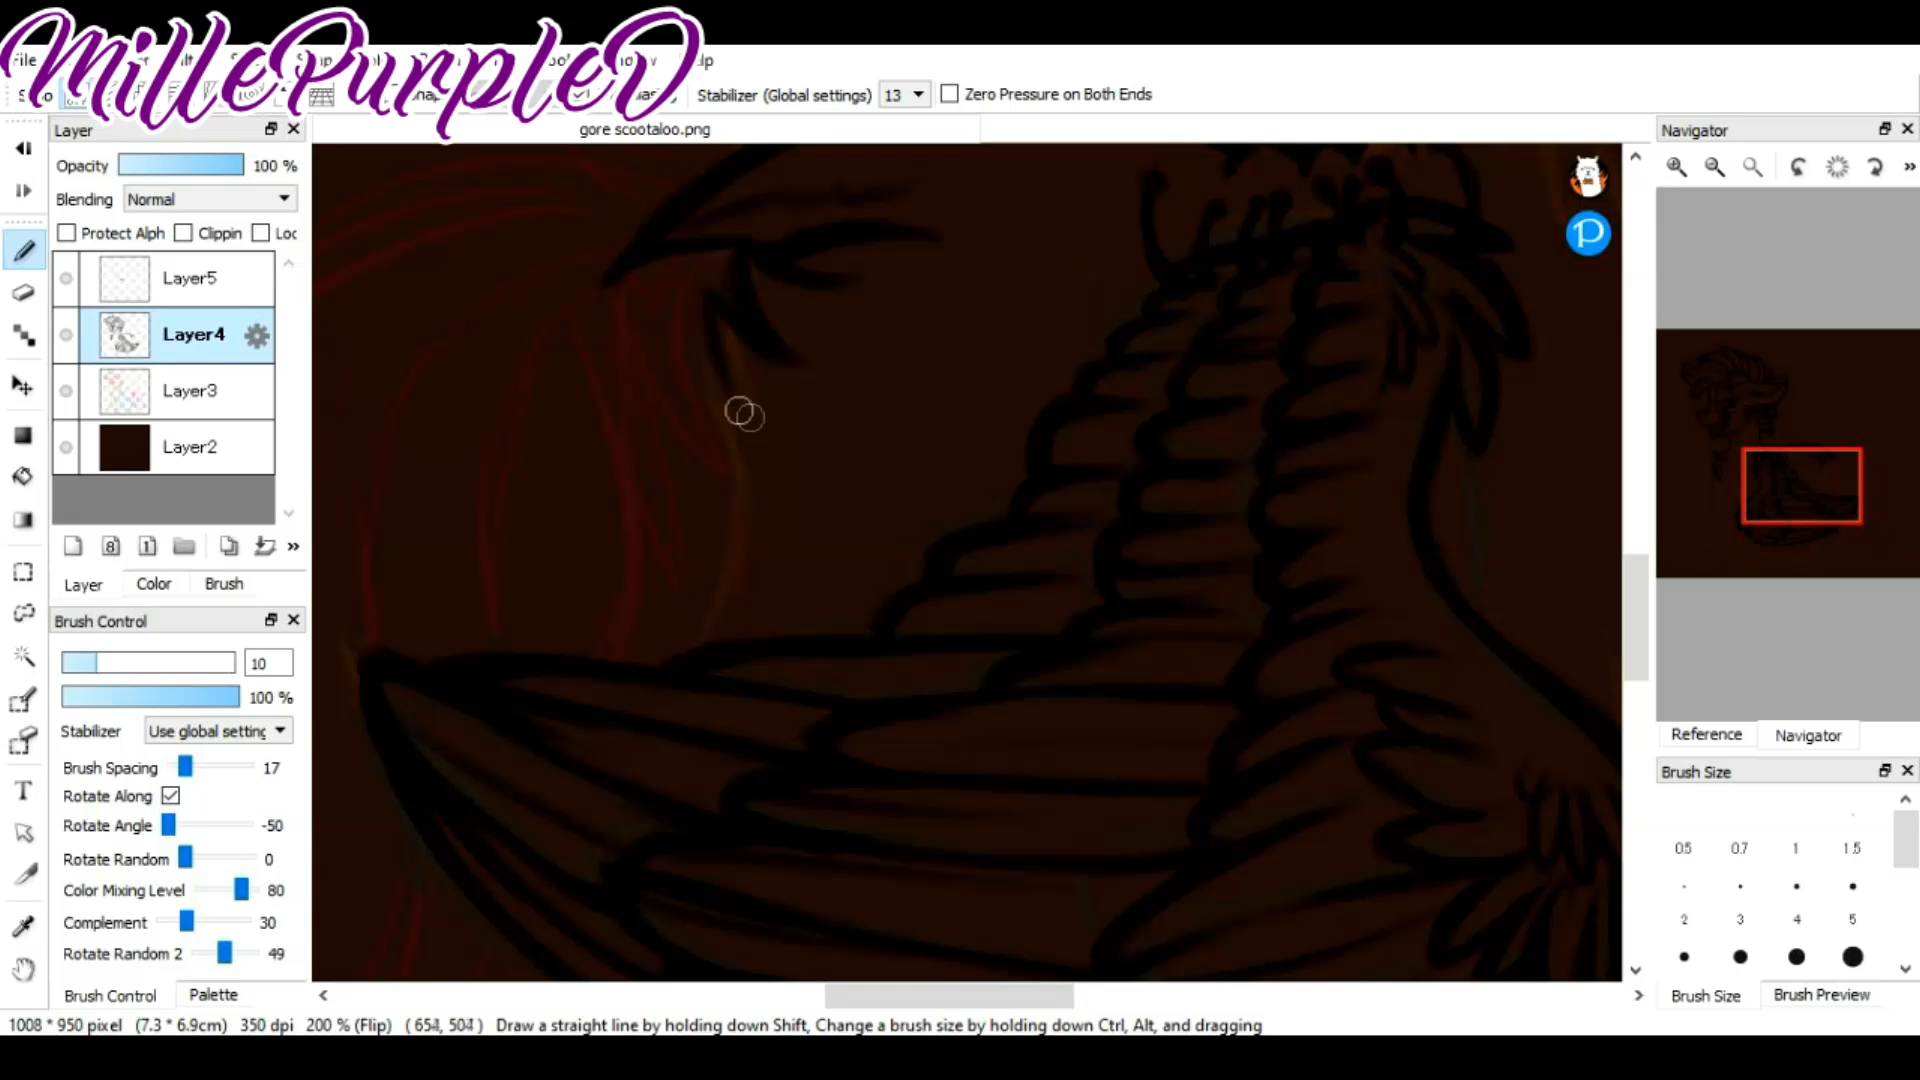 MillePurpleD
File
Stabilizer (Global settings) 13 Zero Pressure on Both Ends
Layer
gore scootaloo.png
Navigator
Opacity 100 %
Blending Normal
Protect Alph Clippin Loc
Layer5
Layer4
Layer3
Layer2
8 1
Layer Color Brush
Brush Control
10
100 %
Stabilizer Use global setting
Brush Spacing 17
Rotate Along
Rotate Angle -50
Rotate Random 0
Color Mixing Level 80
Complement 30
Rotate Random 2 49
Brush Control Palette
P
Reference Navigator
Brush Size
0.5 0.7 1 1.5
2 3 4 5
Brush Size Brush Preview
1008 * 950 pixel (7.3 * 6.9cm) 350 dpi 200 % (Flip) ( 654, 504 ) Draw a straight line by holding down Shift, Change a brush size by holding down Ctrl, Alt, and dragging